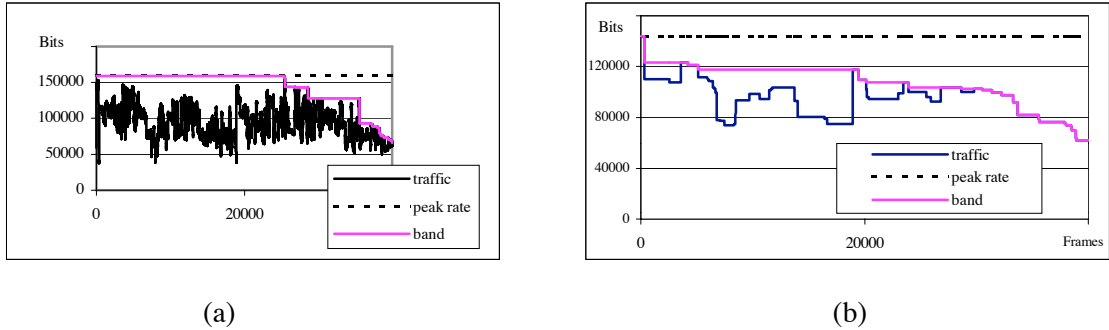 Bits
150000
100000
50000
0
0
20000
traffic
peak rate
band
(a)
Bits
120000
80000
40000
0
0
20000
Frames
traffic
peak rate
band
(b)